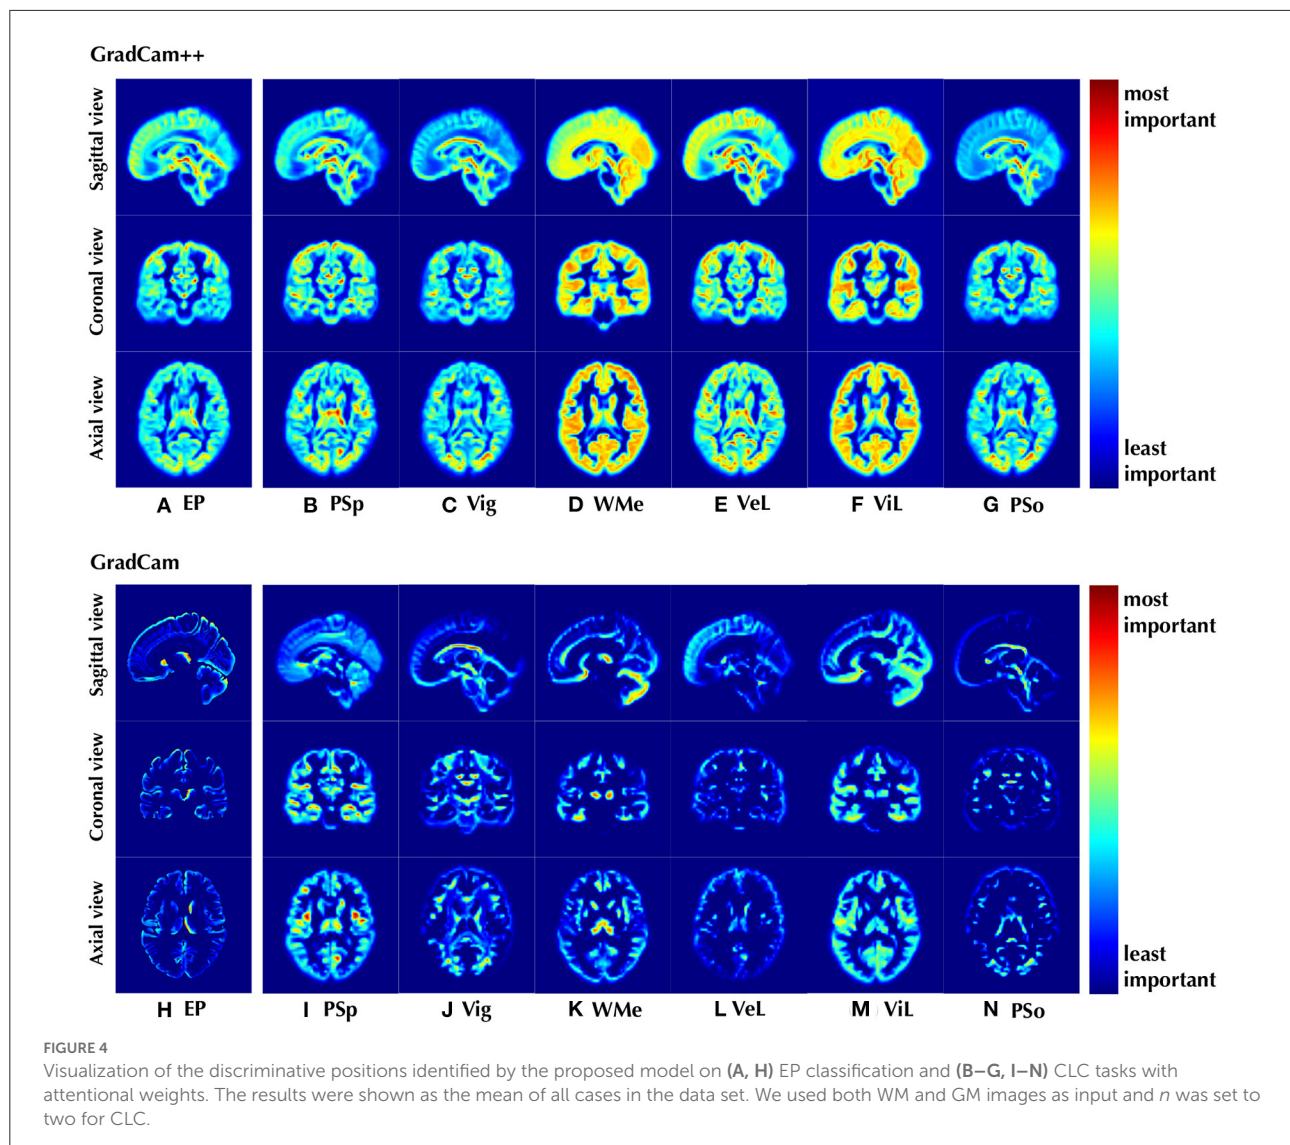 GradCam++
Sagittal view
Coronal view
Axial view
most
important
least
important
A EP
B PSp
C Vig
D WMe
E VeL
F ViL
G PSo
GradCam
Sagittal view
Coronal view
Axial view
most
important
least
important
H EP
I PSp
J Vig
K WMe
L VeL
M ViL
N PSo
FIGURE 4
Visualization of the discriminative positions identified by the proposed model on (A, H) EP classification and (B–G, I–N) CLC tasks with
attentional weights. The results were shown as the mean of all cases in the data set. We used both WM and GM images as input and n was set to
two for CLC.